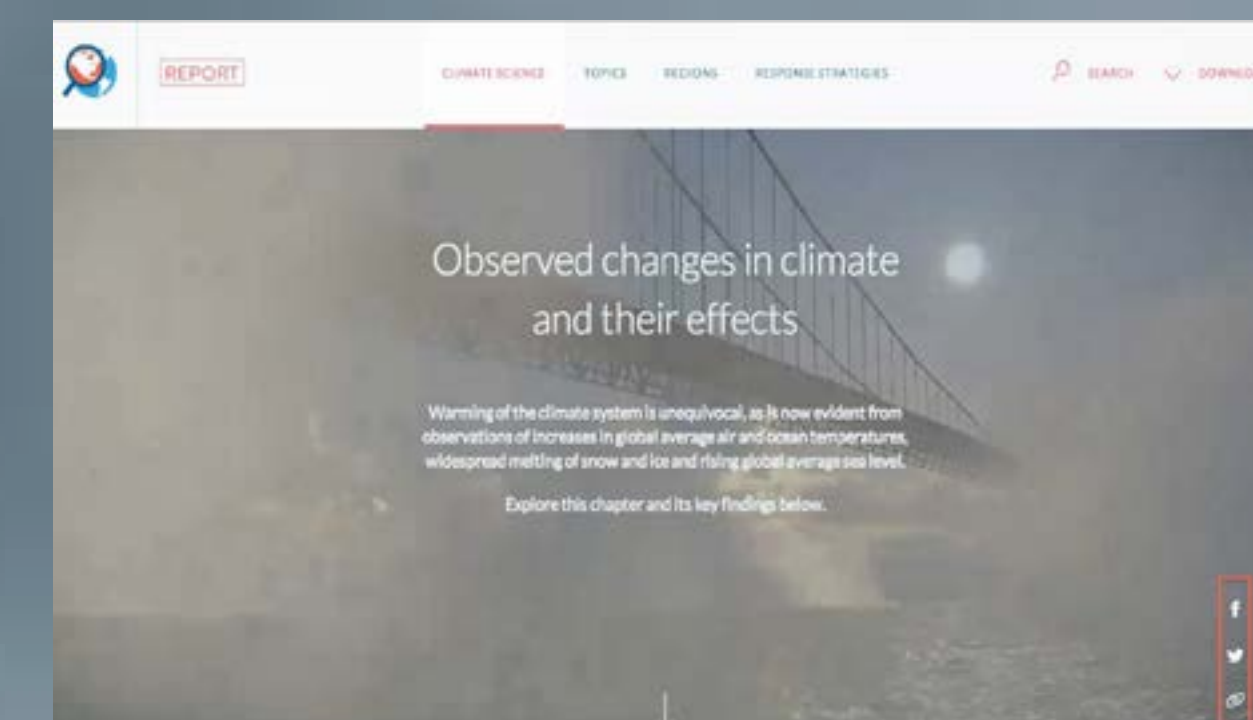 REPORT
CLIMATE SCIENCE TOPICS REGIONS RESPONSE STRATEGIES SEARCH DOWNLO
Observed changes in climate
and their effects
Warming of the climate system is unequivocal, as is now evident from
observations of increases in global average air and ocean temperatures,
widespread melting of snow and ice and rising global average sea level.
Explore this chapter and its key findings below.